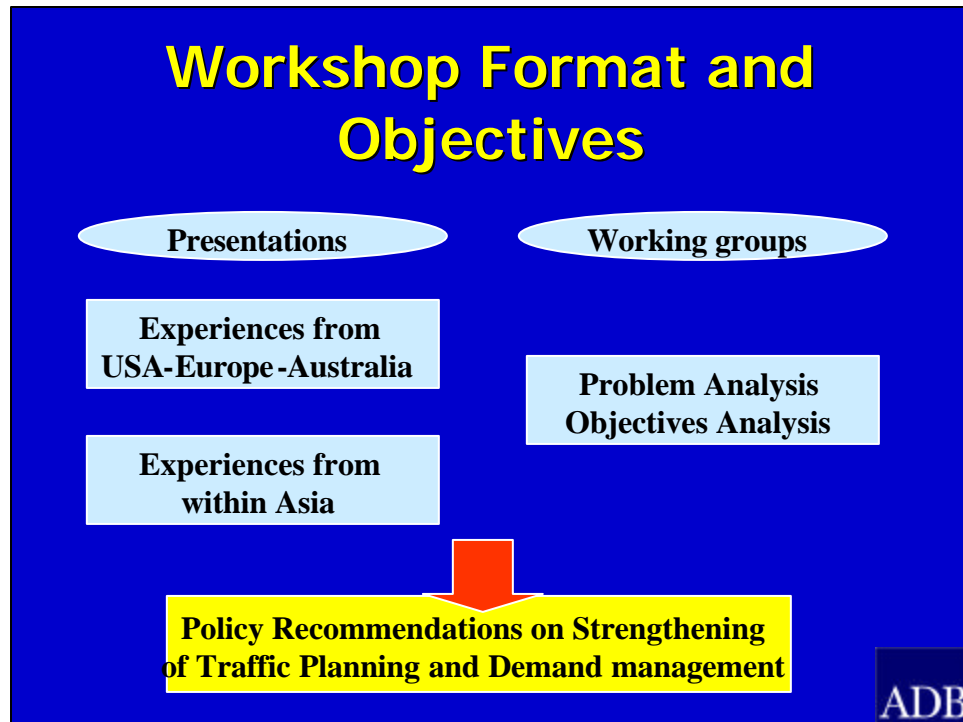 Workshop Format and
Objectives
Presentations
Working groups
Experiences from
USA-Europe-Australia
Problem Analysis
Objectives Analysis
Experiences from
within Asia
Policy Recommendations on Strengthening
of Traffic Planning and Demand management
ADB